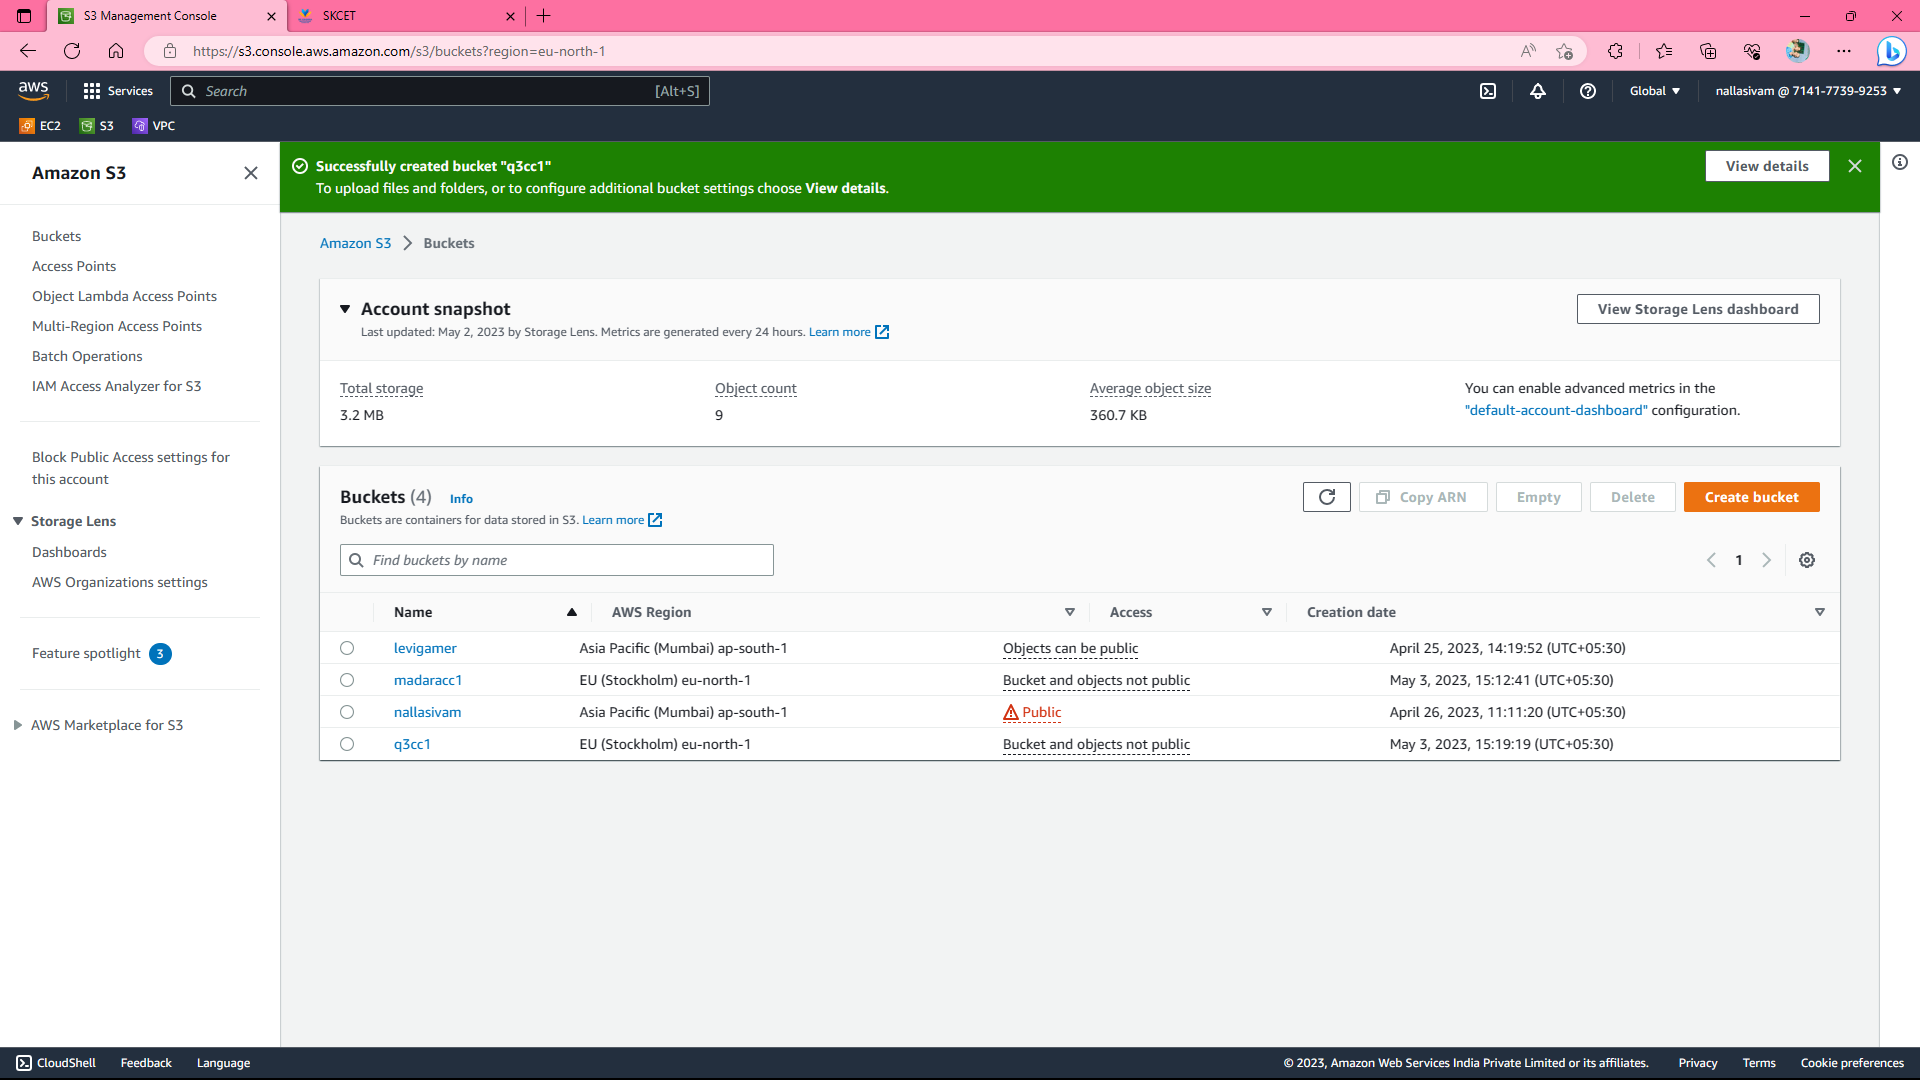 S3 Management Console
SKCET
https://s3.console.aws.amazon.com/s3/buckets?region=eu-north-1
aws
Services
Search
[Alt+S]
Global
nallasivam @ 7141-7739-9253
EC2
S3
VPC
Amazon S3
Buckets
Access Points
Object Lambda Access Points
Multi-Region Access Points
Batch Operations
IAM Access Analyzer for S3
Block Public Access settings for
this account
Storage Lens
Dashboards
AWS Organizations settings
Feature spotlight 3
AWS Marketplace for S3
Successfully created bucket "q3cc1"
To upload files and folders, or to configure additional bucket settings choose View details.
View details
Amazon S3 > Buckets
Account snapshot
Last updated: May 2, 2023 by Storage Lens. Metrics are generated every 24 hours. Learn more
View Storage Lens dashboard
Total storage
3.2 MB
Object count
9
Average object size
360.7 KB
You can enable advanced metrics in the
"default-account-dashboard" configuration.
Buckets (4) Info
Buckets are containers for data stored in S3. Learn more
Copy ARN
Empty
Delete
Create bucket
Find buckets by name
1
Name AWS Region Access Creation date
levigamer Asia Pacific (Mumbai) ap-south-1 Objects can be public April 25, 2023, 14:19:52 (UTC+05:30)
madaracc1 EU (Stockholm) eu-north-1 Bucket and objects not public May 3, 2023, 15:12:41 (UTC+05:30)
nallasivam Asia Pacific (Mumbai) ap-south-1 Public April 26, 2023, 11:11:20 (UTC+05:30)
q3cc1 EU (Stockholm) eu-north-1 Bucket and objects not public May 3, 2023, 15:19:19 (UTC+05:30)
CloudShell Feedback Language
© 2023, Amazon Web Services India Private Limited or its affiliates. Privacy Terms Cookie preferences